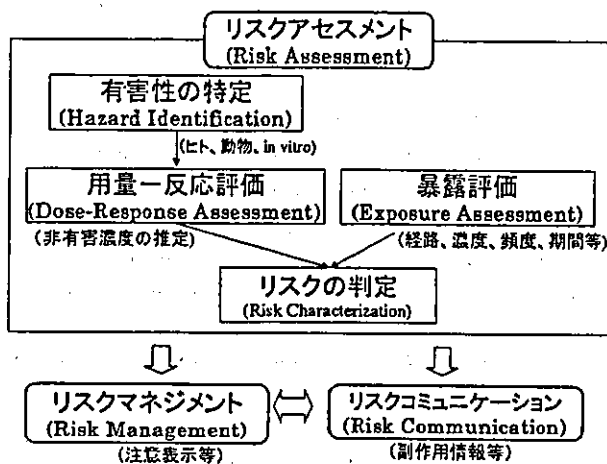 リスクアセスメント
(Risk Assessment)
有害性の特定
(Hazard Identification)
(ヒト、動物、in vitro)
用量－反応評価
(Dose-Response Assessment)
(非有害濃度の推定)
暴露評価
(Exposure Assessment)
(経路、濃度、頻度、期間等)
リスクの判定
(Risk Characterization)
リスクマネジメント
(Risk Management)
(注意表示等)
リスクコミュニケーション
(Risk Communication)
(副作用情報等)